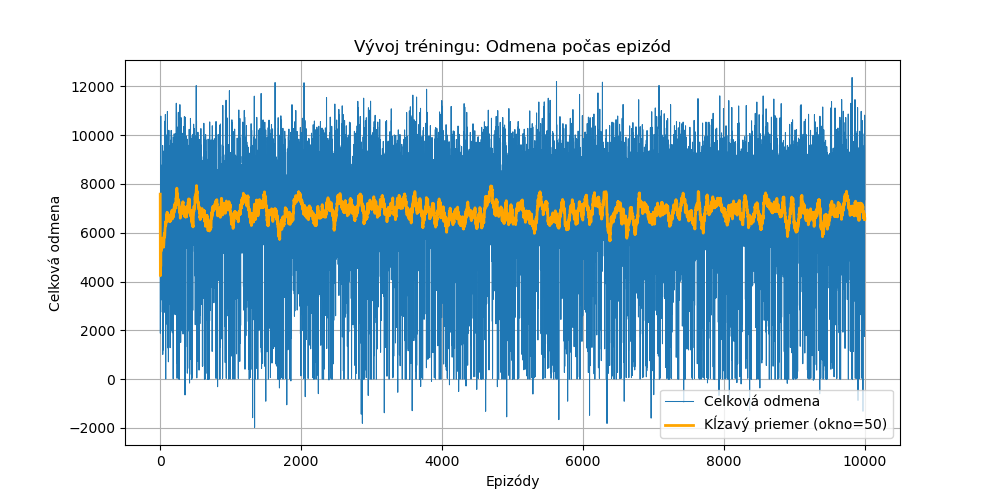 Vývoj tréningu: Odmena počas epizód
12000
10000
8000
6000
4000
2000
0
−2000
Celková odmena
Celková odmena
Kĺzavý priemer (okno=50)
0
2000
4000
6000
8000
10000
Epizódy